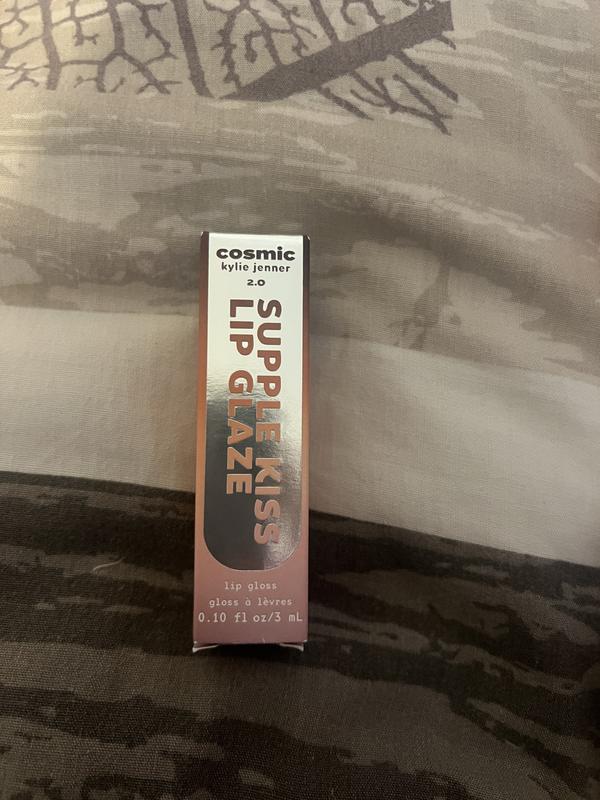 cosmic
kylie jenner
2.0
SUPPLE KISS
LIP GLAZE
lip gloss
gloss à lèvres
0.10 fl oz/3 mL